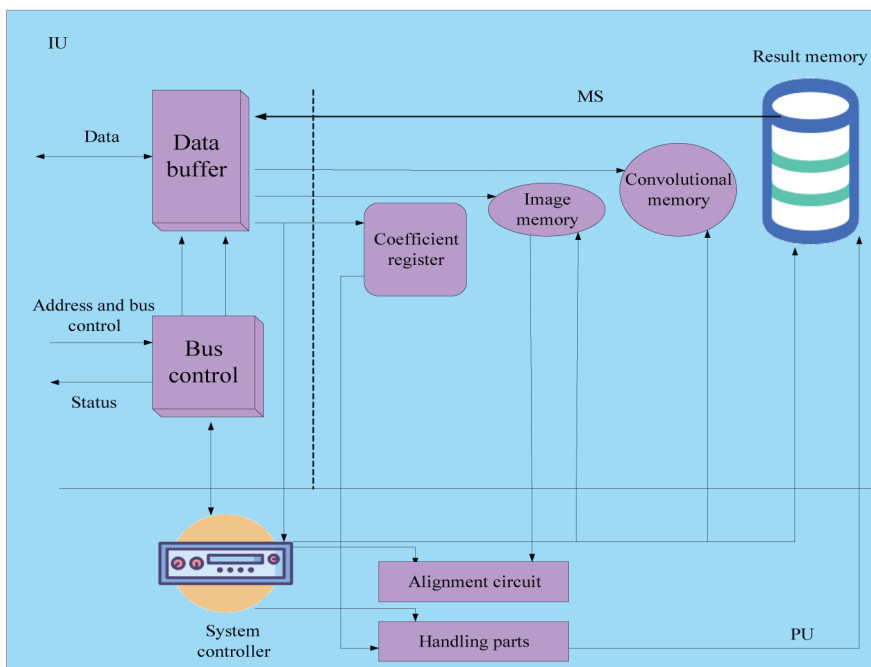 IU
Result memory
MS
Data
Data
buffer
Convolutional
memory
Image
memory
Coefficient
register
Address and bus
control
Bus
control
Status
Alignment circuit
System
controller
Handling parts
PU